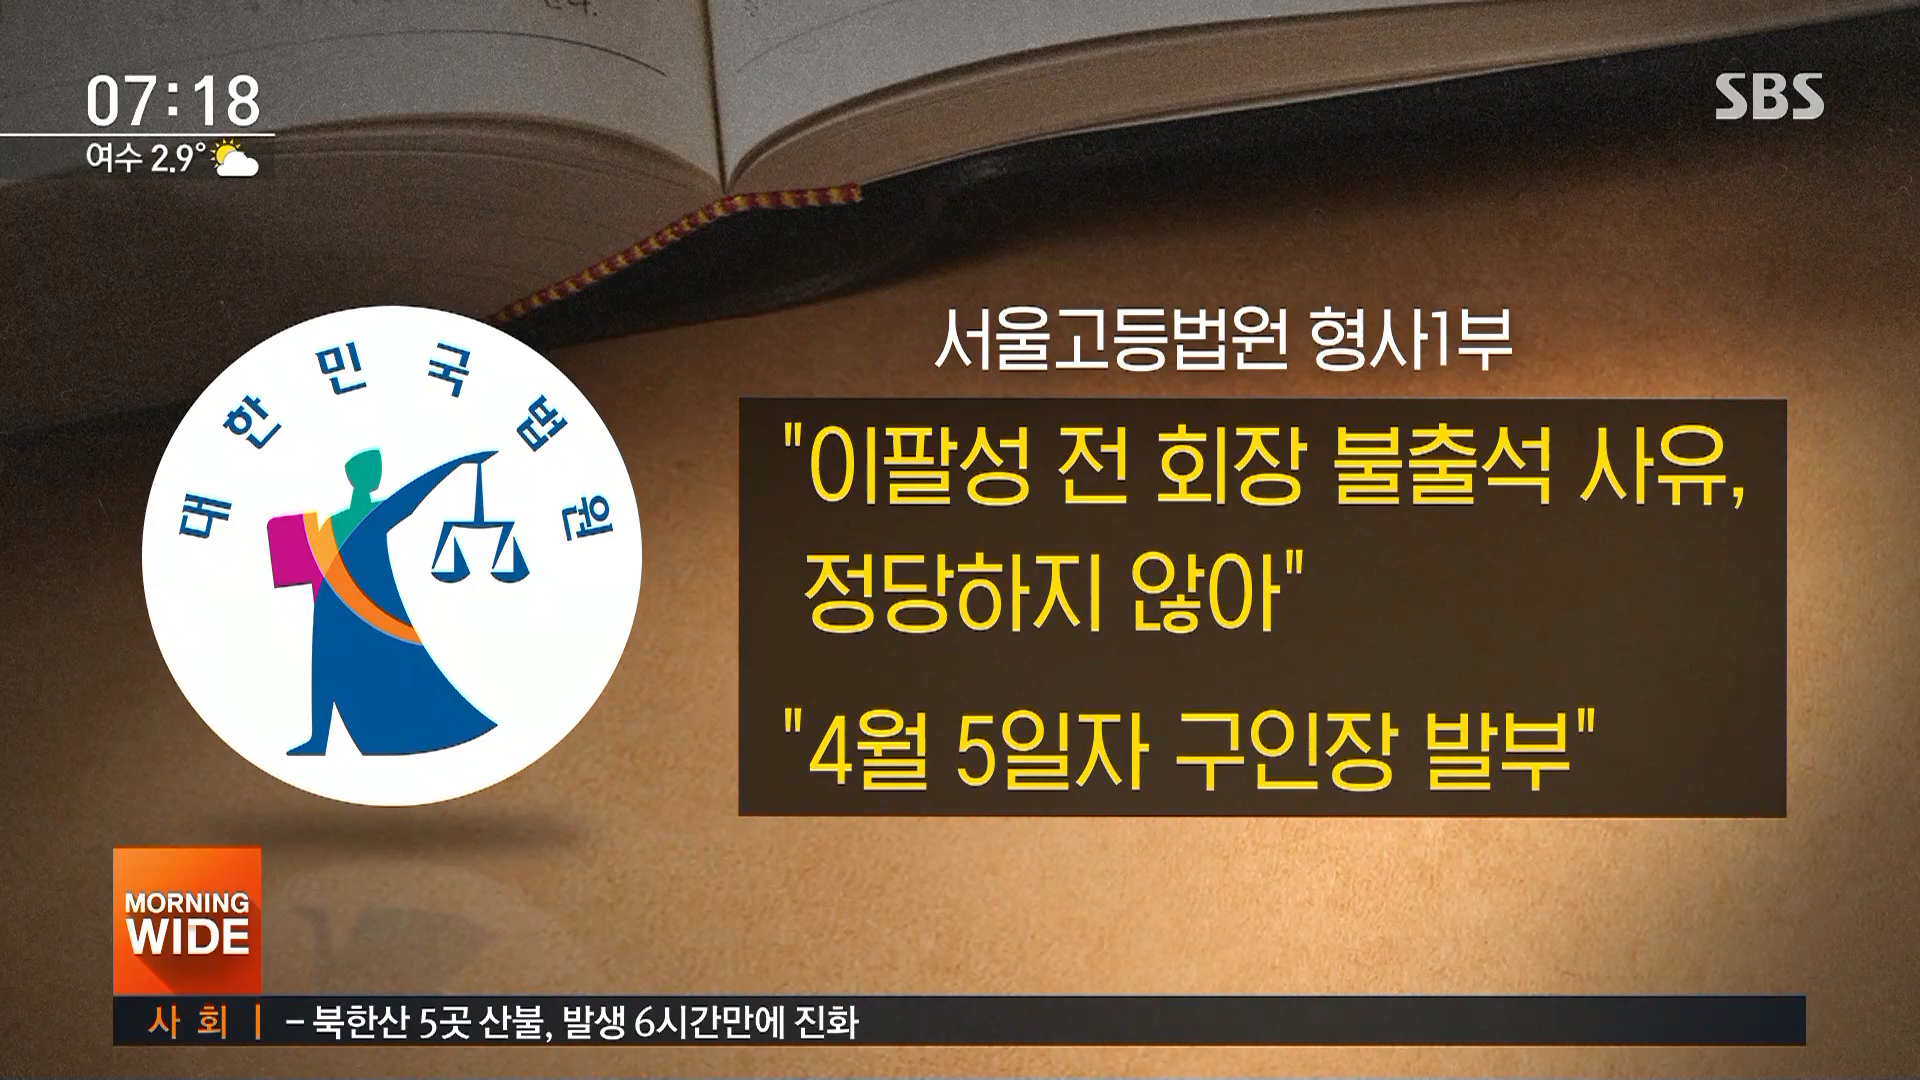 07:18
여수 2.9°
SBS
대한민국법원
서울고등법원 형사1부
"이팔성 전 회장 불출석 사유,
정당하지 않아"
"4월 5일자 구인장 발부"
MORNING
WIDE
사회 | - 북한산 5곳 산불, 발생 6시간만에 진화